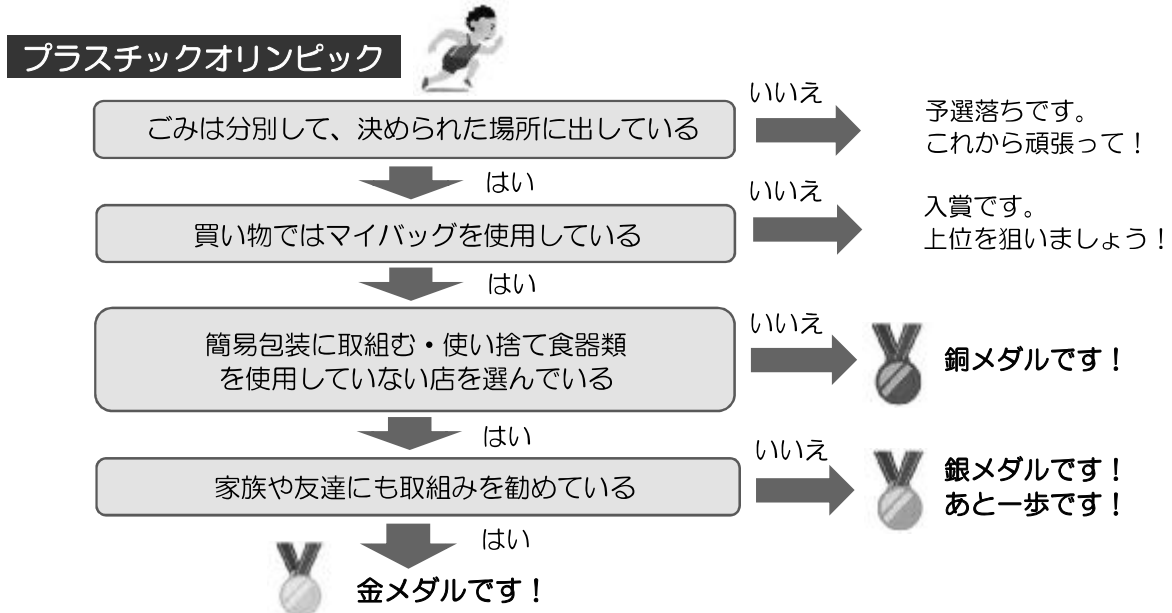 プラスチックオリンピック
ごみは分別して、決められた場所に出している
いいえ
予選落ちです。
これから頑張って！
はい
買い物ではマイバッグを使用している
いいえ
入賞です。
上位を狙いましょう！
はい
簡易包装に取組む・使い捨て食器類
を使用していない店を選んでいる
いいえ
銅メダルです！
はい
家族や友達にも取組みを勧めている
いいえ
銀メダルです！
あと一歩です！
はい
金メダルです！